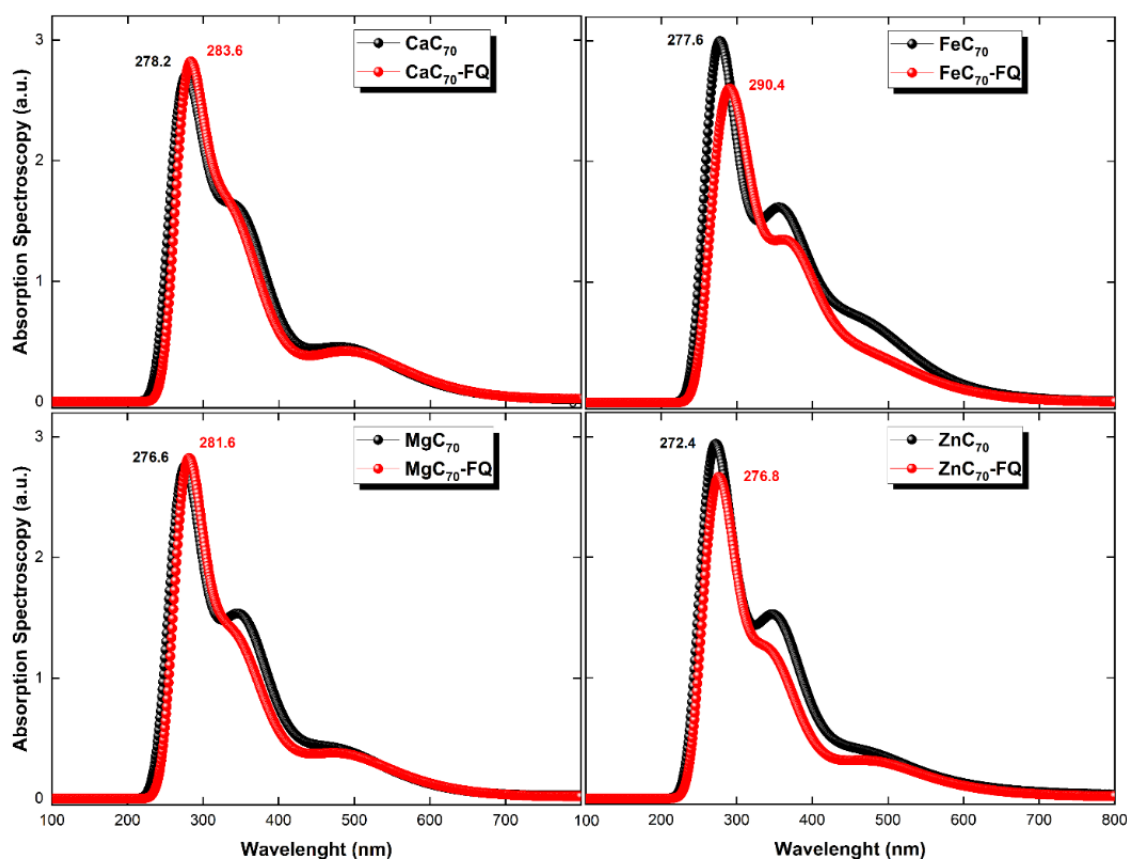 3
2
1
0
Absorption Spectroscopy (a.u.)
278.2
283.6
CaC70
CaC70-FQ
277.6
290.4
FeC70
FeC70-FQ
3
2
1
0
Absorption Spectroscopy (a.u.)
276.6
281.6
MgC70
MgC70-FQ
272.4
276.8
ZnC70
ZnC70-FQ
100 200 300 400 500 600 700
100 200 300 400 500 600 700 800
Wavelenght (nm)
Wavelenght (nm)